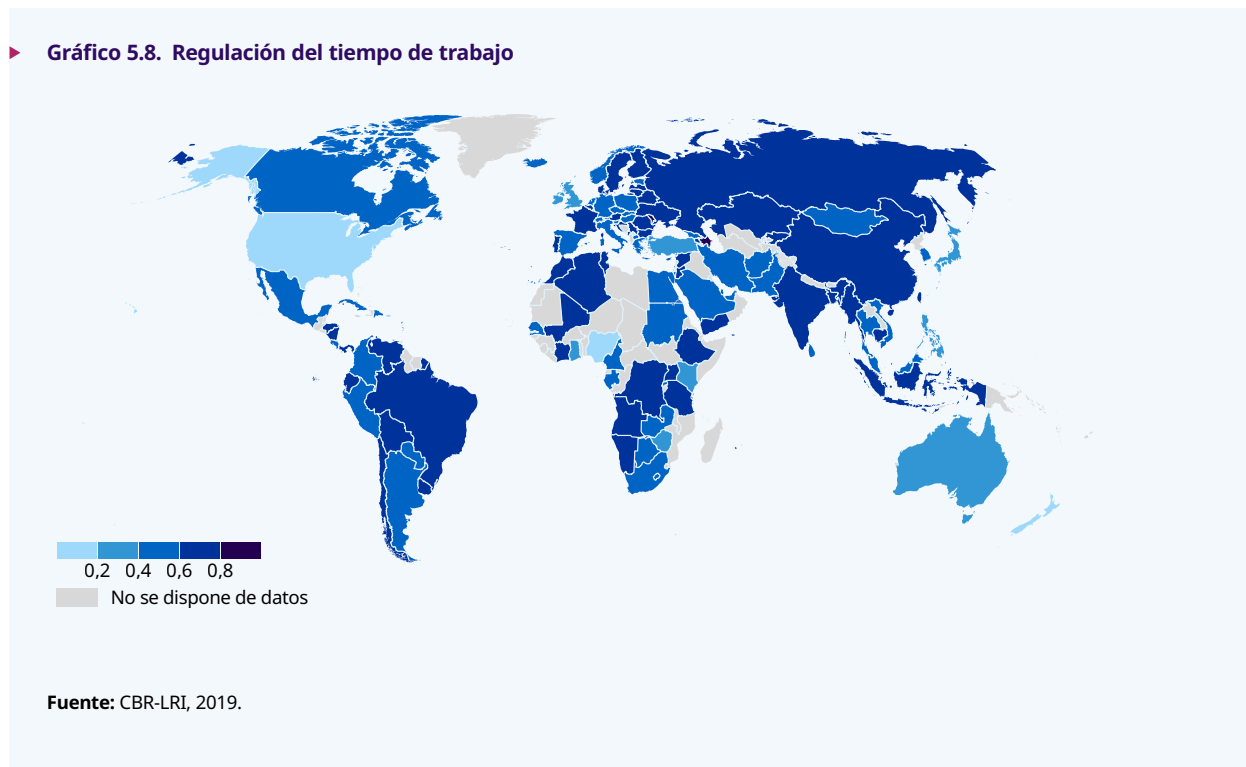 Gráfico 5.8. Regulación del tiempo de trabajo
0,2 0,4 0,6 0,8
No se dispone de datos
Fuente: CBR-LRI, 2019.